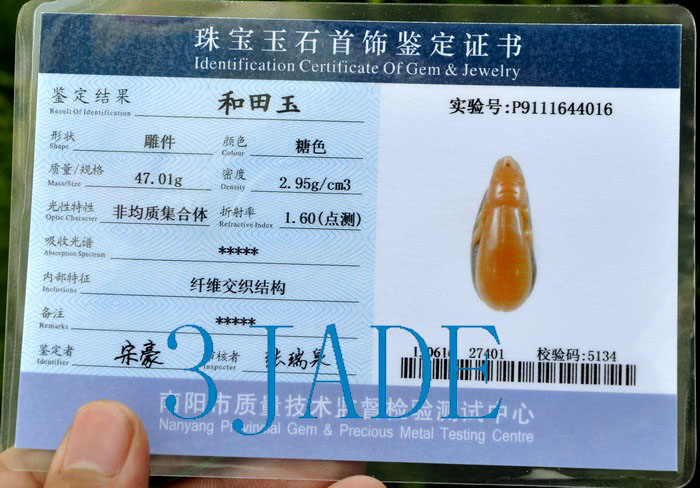 珠宝玉石首饰鉴定证书
Identification Certificate Of Gem & Jewelry
鉴定结果 和田玉
Result Of Identification
实验号:P9111644016
形状 雕件 颜色 糖色
Shape Colour
质量/规格 47.01g 密度 2.95g/cm3
Mass/Size Density
光性特性 非均质集合体 折射率 1.60(点测)
Optic Character Refractive Index
吸收光谱 *****
Absorption Spectrum
内部特征 纤维交织结构
Inclusions
备注 *****
Remarks
鉴定者 宋豪 核者 张瑞泉
Identifier Inspecter
27401 校验码:5134
3 JADE
南阳市质量技术监督检验测试中心
Nanyang Provincial Gem & Precious Metal Testing Centre